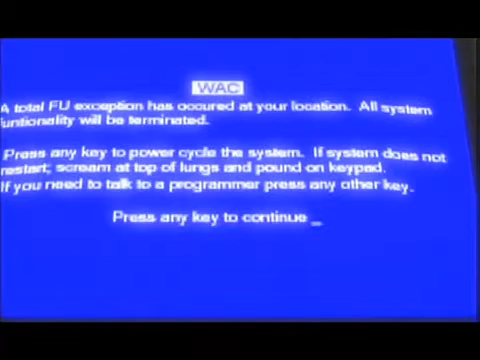 WAC
A total FU exception has occured at your location. All system
funtionality will be terminated.
Press any key to power cycle the system. If system does not
restart; scream at top of lungs and pound on keypad.
If you need to talk to a programmer press any other key.
Press any key to continue _